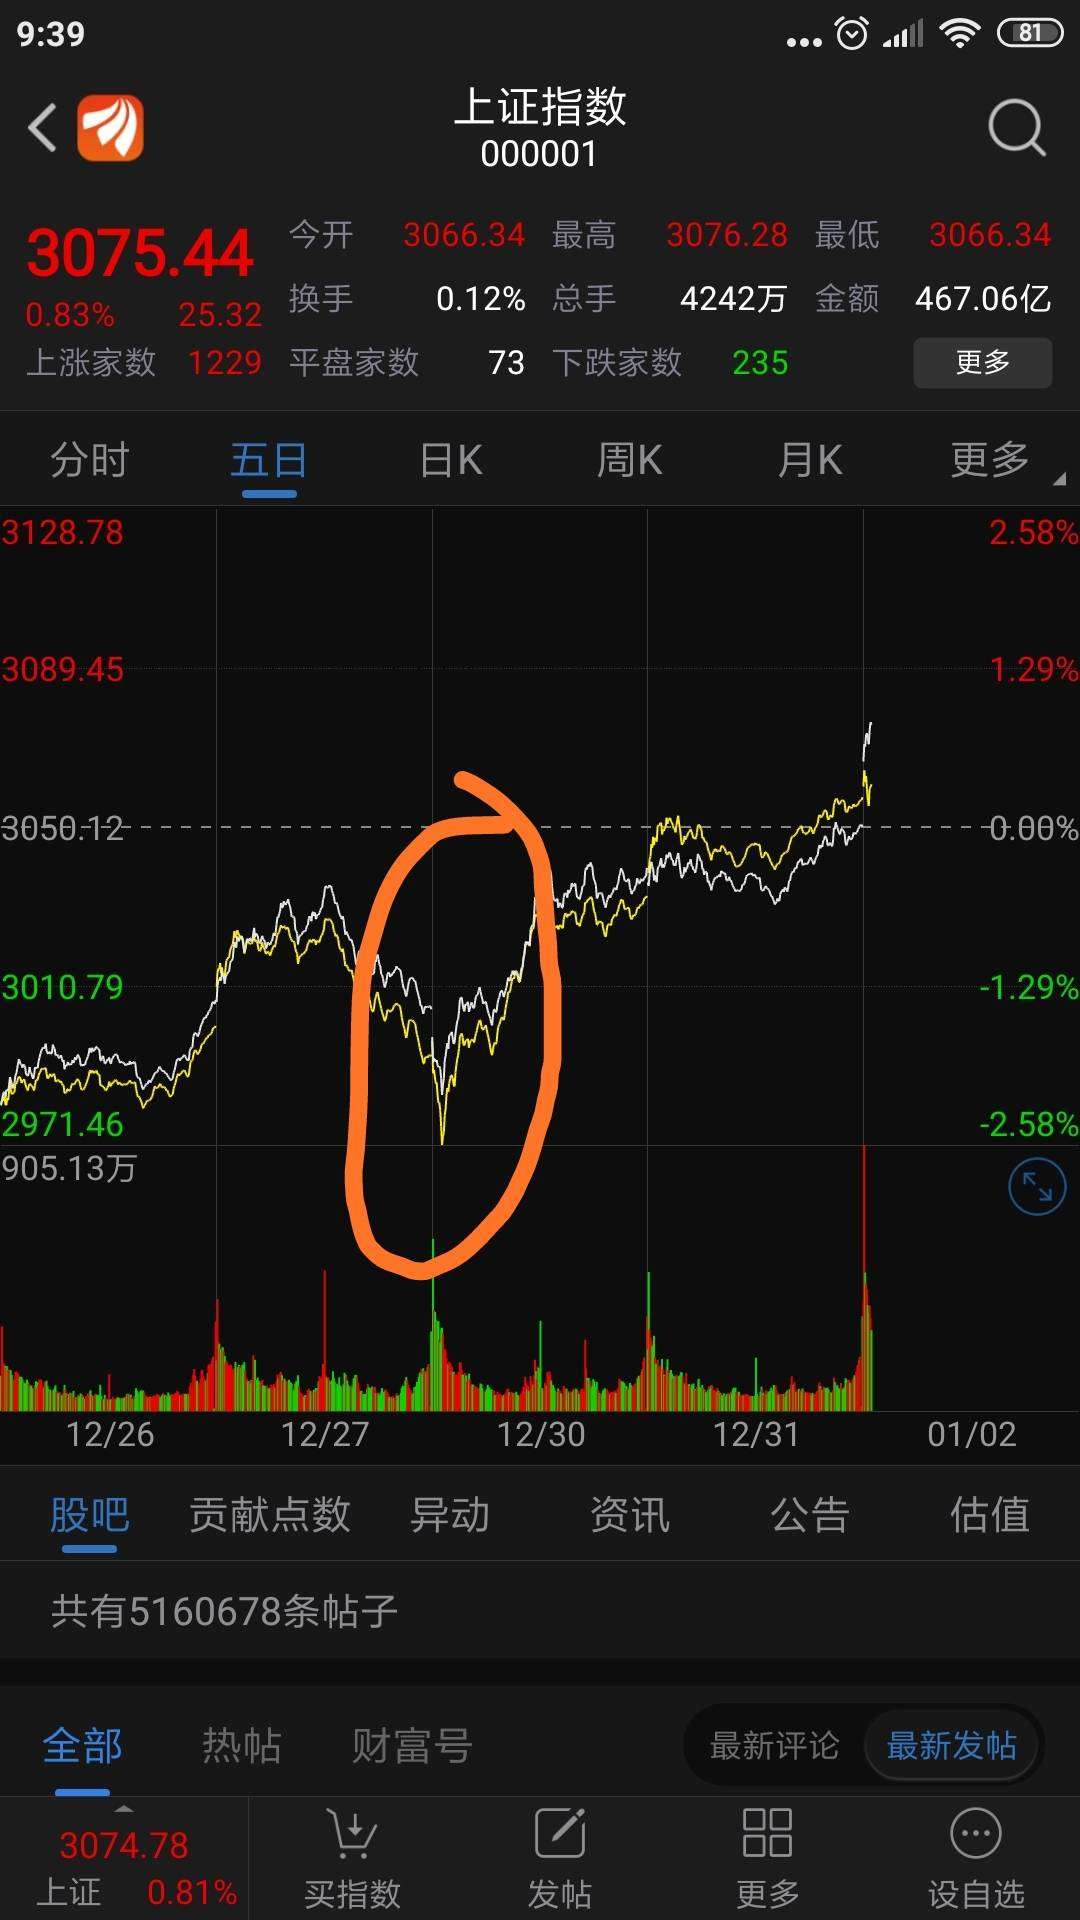 9:39
81
上证指数
000001
3075.44
今开 3066.34 最高 3076.28 最低 3066.34
0.83% 25.32
换手 0.12% 总手 4242万 金额 467.06亿
上涨家数 1229 平盘家数 73 下跌家数 235 更多
分时 五日 日K 周K 月K 更多
3128.78 2.58%
3089.45 1.29%
3050.12 0.00%
3010.79 -1.29%
2971.46 -2.58%
905.13万
12/26 12/27 12/30 12/31 01/02
股吧 贡献点数 异动 资讯 公告 估值
共有5160678条帖子
全部 热帖 财富号 最新评论 最新发帖
3074.78
上证 0.81% 买指数 发帖 更多 设自选